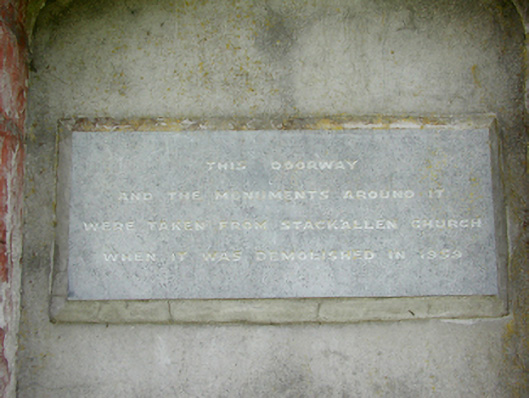 THIS DOORWAY
AND THE MONUMENTS AROUND IT
WERE TAKEN FROM STACKALLEN CHURCH
WHEN IT WAS DEMOLISHED IN 1959